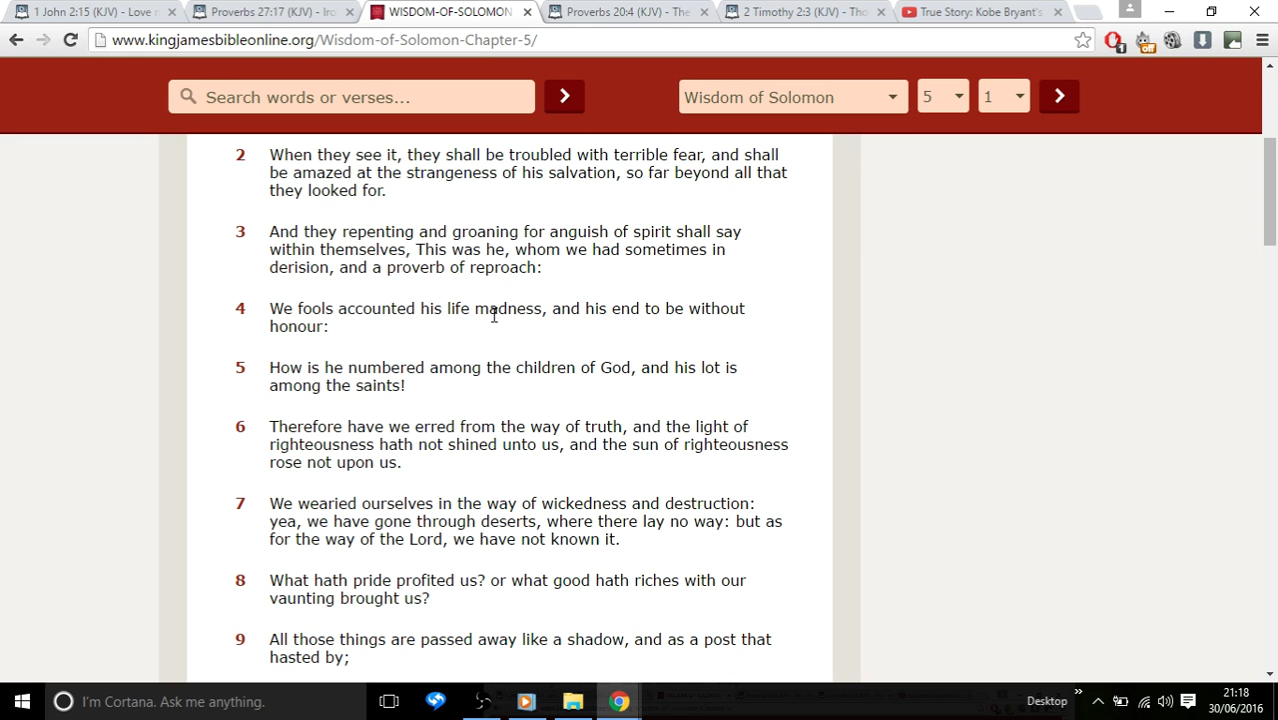 1 John 2:15 (KJV) - Love n
Proverbs 27:17 (KJV) - Iro
WISDOM-OF-SOLOMON
Proverbs 20:4 (KJV) - The
2 Timothy 2:3 (KJV) - Tho
True Story: Kobe Bryant's
www.kingjamesbibleonline.org/Wisdom-of-Solomon-Chapter-5/
1
off
Search words or verses...
Wisdom of Solomon
5
1
2 When they see it, they shall be troubled with terrible fear, and shall
be amazed at the strangeness of his salvation, so far beyond all that
they looked for.
3 And they repenting and groaning for anguish of spirit shall say
within themselves, This was he, whom we had sometimes in
derision, and a proverb of reproach:
4 We fools accounted his life madness, and his end to be without
honour:
5 How is he numbered among the children of God, and his lot is
among the saints!
6 Therefore have we erred from the way of truth, and the light of
righteousness hath not shined unto us, and the sun of righteousness
rose not upon us.
7 We wearied ourselves in the way of wickedness and destruction:
yea, we have gone through deserts, where there lay no way: but as
for the way of the Lord, we have not known it.
8 What hath pride profited us? or what good hath riches with our
vaunting brought us?
9 All those things are passed away like a shadow, and as a post that
hasted by;
I'm Cortana. Ask me anything.
Desktop
21:18
30/06/2016